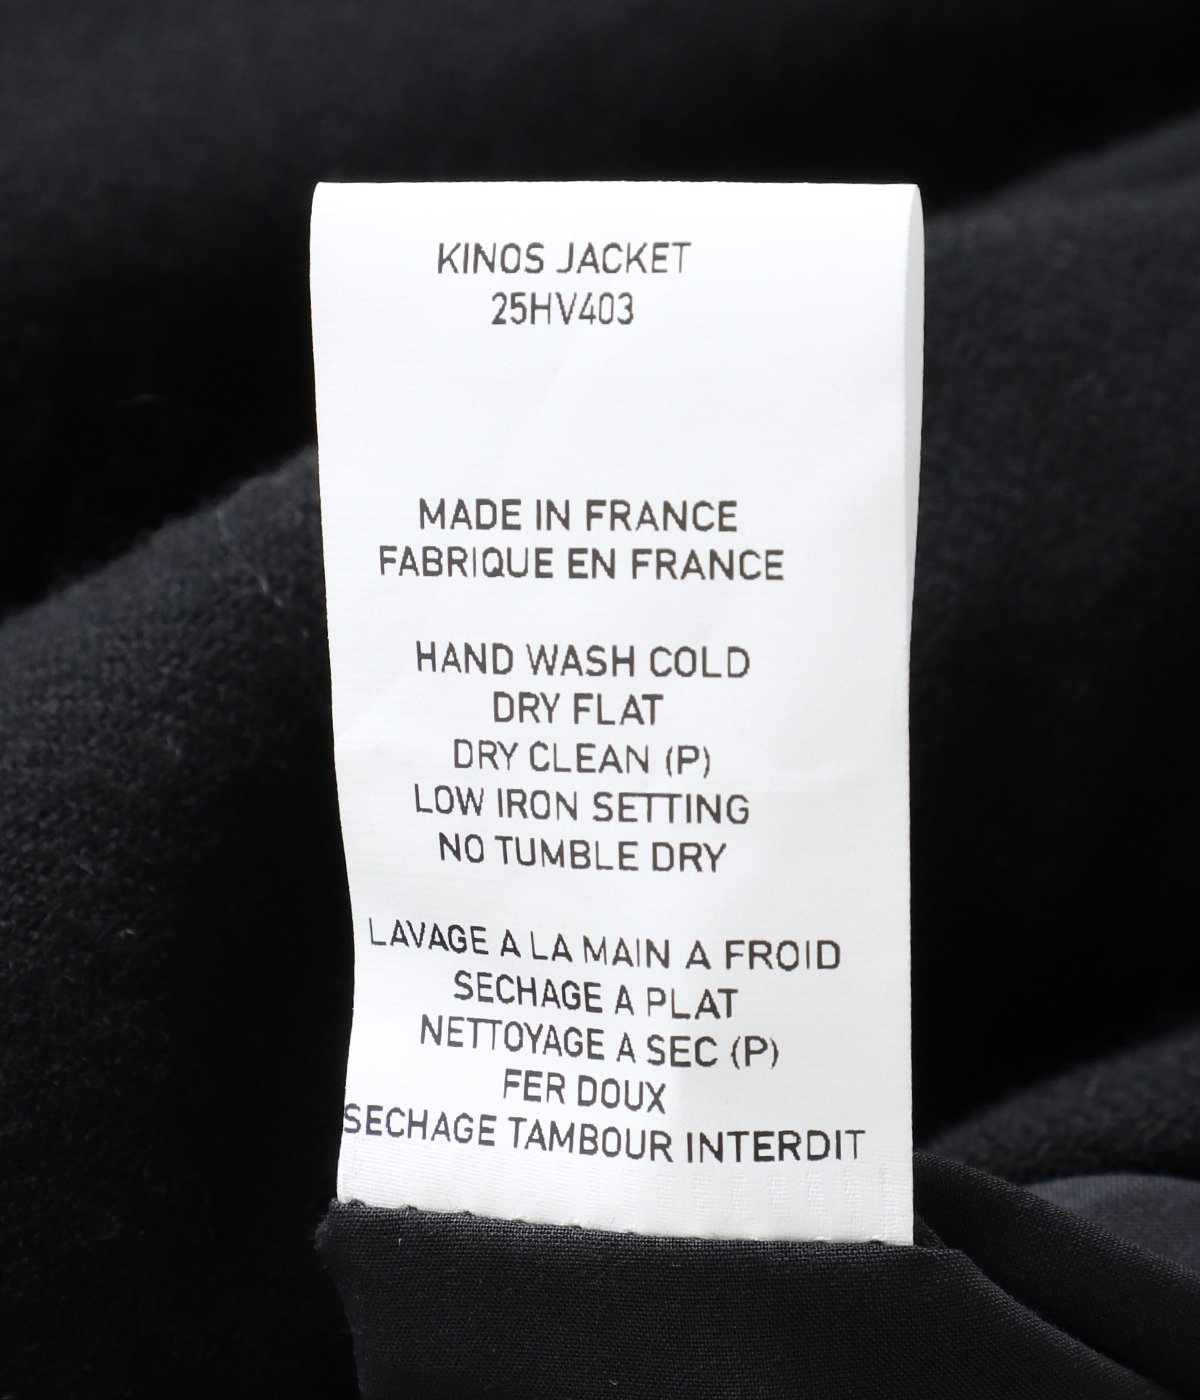 KINOS JACKET
25HV403
MADE IN FRANCE
FABRIQUE EN FRANCE
HAND WASH COLD
DRY FLAT
DRY CLEAN (P)
LOW IRON SETTING
NO TUMBLE DRY
LAVAGE A LA MAIN A FROID
SECHAGE A PLAT
NETTOYAGE A SEC (P)
FER DOUX
SECHAGE TAMBOUR INTERDIT